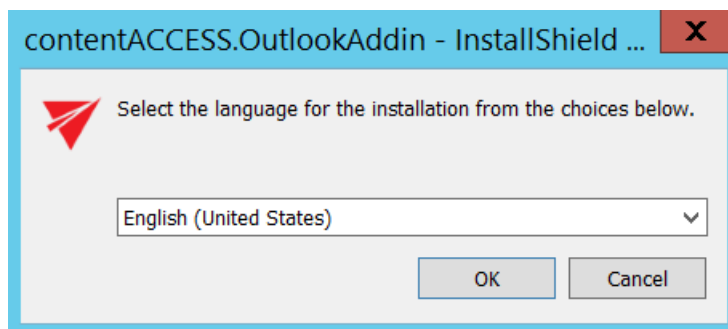 contentACCESS.OutlookAddin - InstallShield ...
X
Select the language for the installation from the choices below.
English (United States)
OK
Cancel